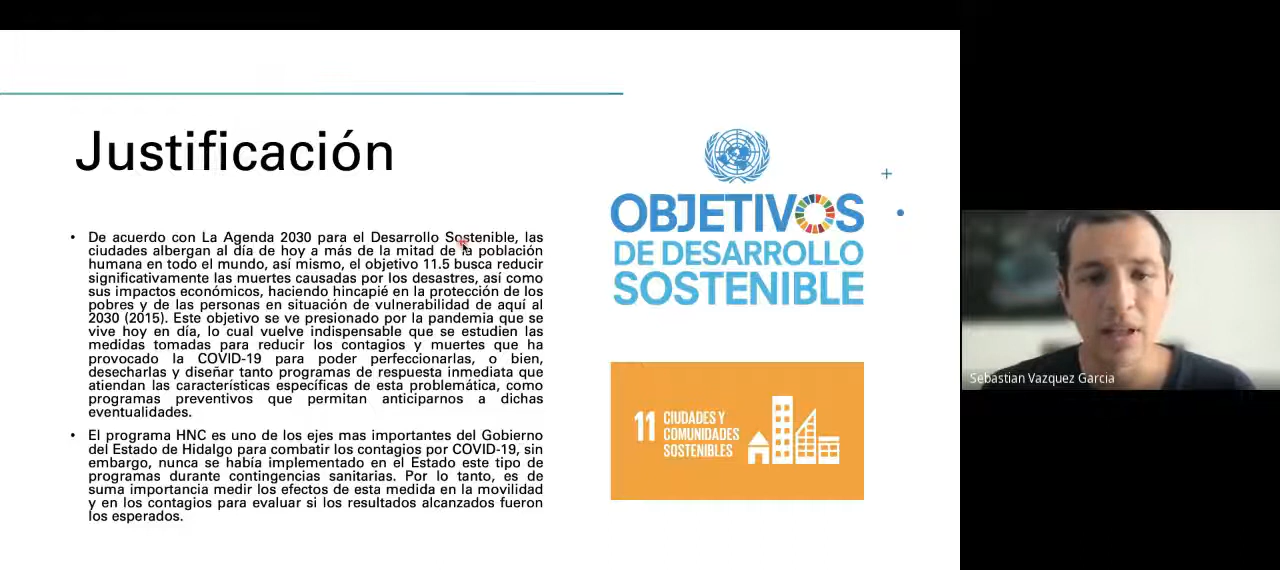 Justificación
• De acuerdo con La Agenda 2030 para el Desarrollo Sostenible, las
ciudades albergan al día de hoy a más de la mitad de la población
humana en todo el mundo, así mismo, el objetivo 11.5 busca reducir
significativamente las muertes causadas por los desastres, así como
sus impactos económicos, haciendo hincapié en la protección de los
pobres y de las personas en situación de vulnerabilidad de aquí al
2030 (2015). Este objetivo se ve presionado por la pandemia que se
vive hoy en día, lo cual vuelve indispensable que se estudien las
medidas tomadas para reducir los contagios y muertes que ha
provocado la COVID-19 para poder perfeccionarlas, o bien,
desecharlas y diseñar tanto programas de respuesta inmediata que
atiendan las características específicas de esta problemática, como
programas preventivos que permitan anticiparnos a dichas
eventualidades.
• El programa HNC es uno de los ejes mas importantes del Gobierno
del Estado de Hidalgo para combatir los contagios por COVID-19, sin
embargo, nunca se había implementado en el Estado este tipo de
programas durante contingencias sanitarias. Por lo tanto, es de
suma importancia medir los efectos de esta medida en la movilidad
y en los contagios para evaluar si los resultados alcanzados fueron
los esperados.
OBJETIVOS
DE DESARROLLO
SOSTENIBLE
11 CIUDADES Y
COMUNIDADES
SOSTENIBLES
Sebastian Vazquez Garcia